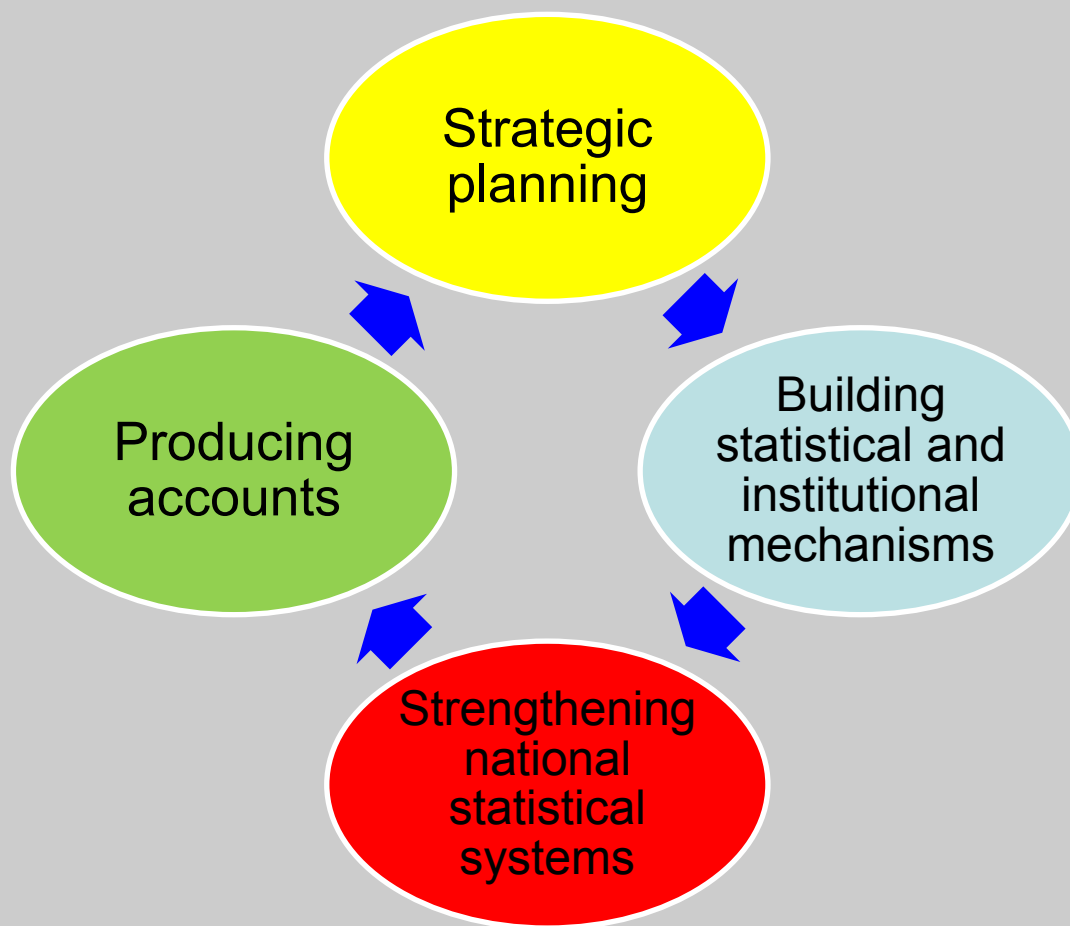 Strategic
planning
Building
statistical and
institutional
mechanisms
Strengthening
national
statistical
systems
Producing
accounts